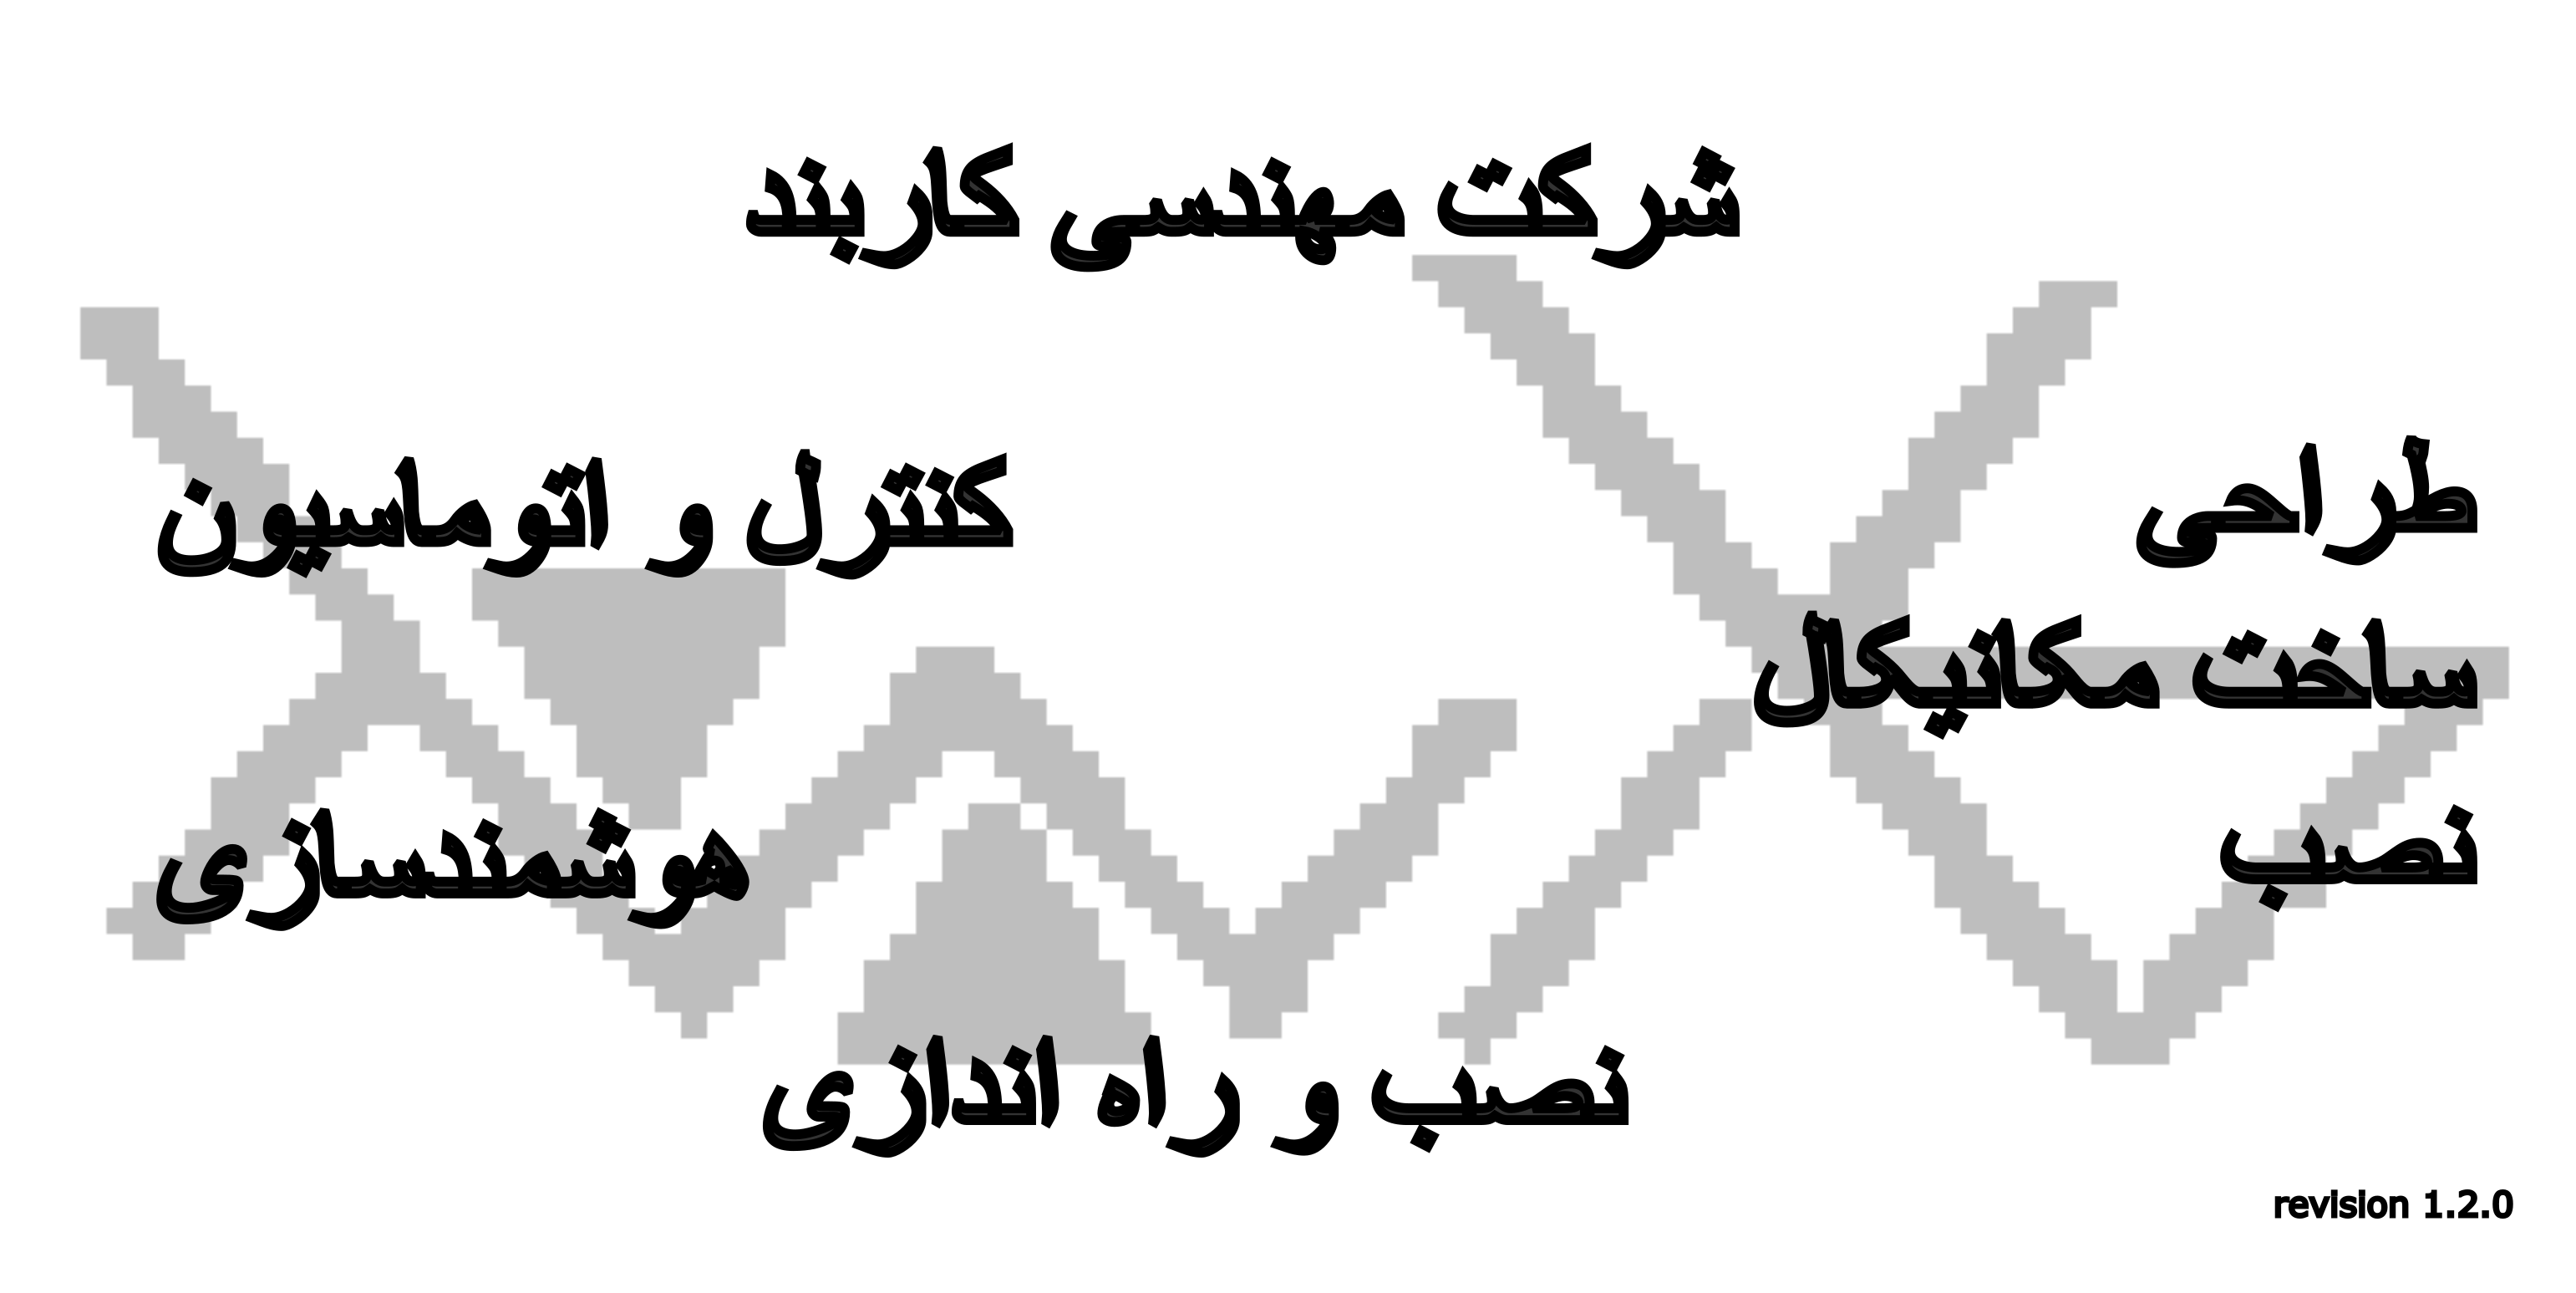 شرکت مهندسی کاربند
طراحی
کنترل و اتوماسیون
ساخت مکانیکال
نصب
هوشمندسازی
نصب و راه اندازی
revision 1.2.0